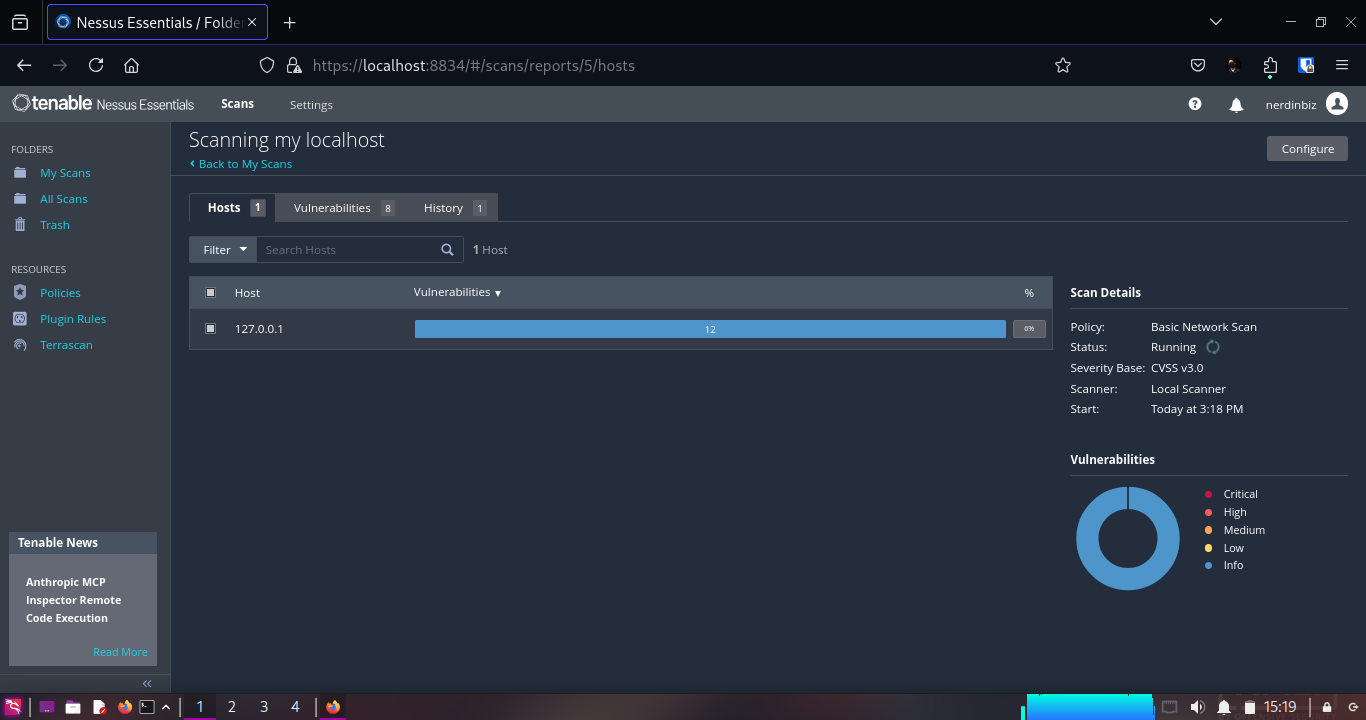 Nessus Essentials / Folde
https://localhost:8834/#/scans/reports/5/hosts
tenable Nessus Essentials
Scans
Settings
nerdinbiz
FOLDERS
My Scans
All Scans
Trash
RESOURCES
Policies
Plugin Rules
Terrascan
Tenable News
Anthropic MCP
Inspector Remote
Code Execution
Read More
Scanning my localhost
Back to My Scans
Configure
Hosts 1
Vulnerabilities 8
History 1
Filter
Search Hosts
1 Host
Host
Vulnerabilities
%
127.0.0.1
12
6%
Scan Details
Policy: Basic Network Scan
Status: Running
Severity Base: CVSS v3.0
Scanner: Local Scanner
Start: Today at 3:18 PM
Vulnerabilities
Critical
High
Medium
Low
Info
1 2 3 4
15:19